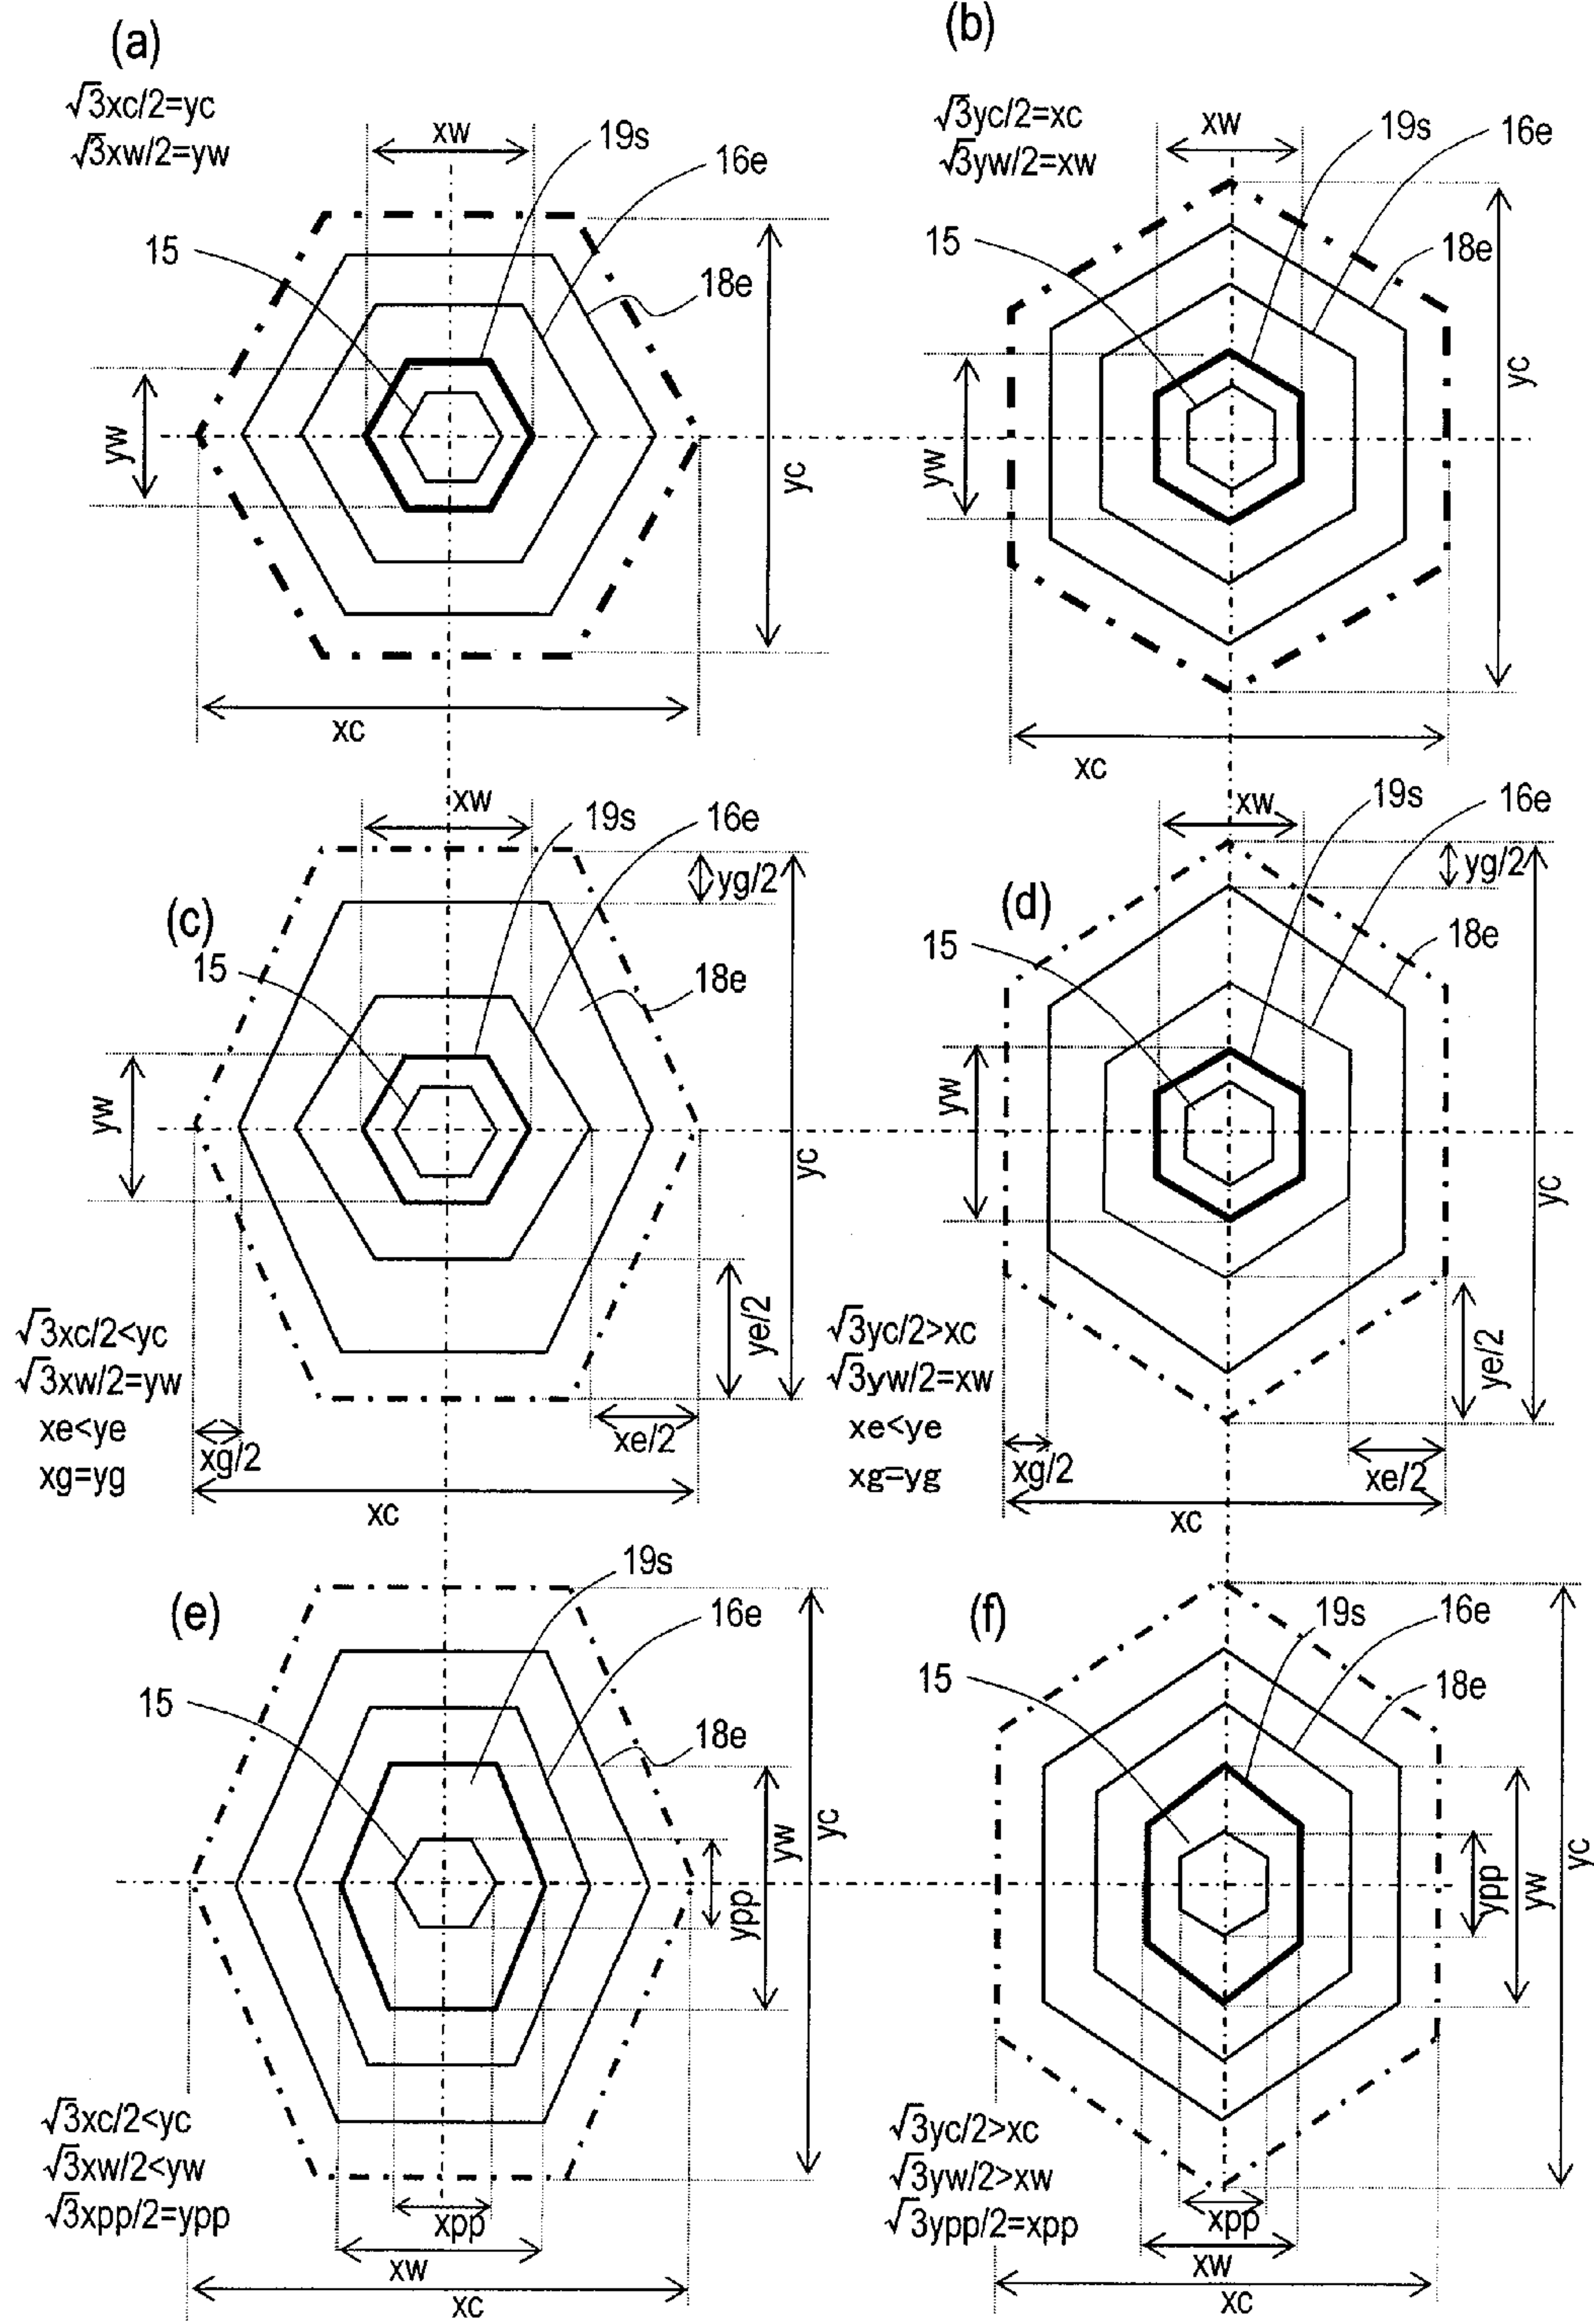 (a)
√3xc/2=yc
√3xw/2=yw
xw
19s
16e
15
18e
yw
yc
xc
(b)
√3yc/2=xc
√3yw/2=xw
xw
19s
16e
15
18e
yw
yc
xc
(c)
xw
19s
16e
yg/2
15
18e
yw
yc
ye/2
√3xc/2<yc
√3xw/2=yw
xe<ye
xg=yg
xg/2
xe/2
xc
(d)
xw
19s
16e
yg/2
15
18e
yw
yc
ye/2
√3yc/2>xc
√3yw/2=xw
xe<ye
xg=yg
xg/2
xe/2
xc
(e)
19s
16e
15
18e
ypp
yw
yc
√3xc/2<yc
√3xw/2<yw
√3xpp/2=ypp
xpp
xw
xc
(f)
19s
16e
15
18e
ypp
yw
yc
√3yc/2>xc
√3yw/2>xw
√3ypp/2=xpp
xpp
xw
xc